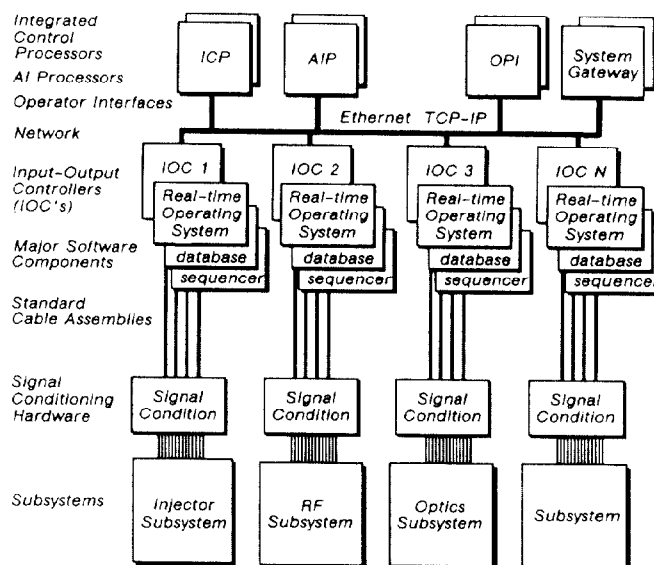 Integrated
Control
Processors
AI Processors
Operator Interfaces
ICP
AIP
OPI
System
Gateway
Ethernet TCP-IP
Network
Input-Output
Controllers
(IOC's)
IOC 1
IOC 2
IOC 3
IOC N
Real-time
Operating
System
Real-time
Operating
System
Real-time
Operating
System
Real-time
Operating
System
Major Software
Components
database
sequencer
database
sequencer
database
sequencer
database
sequencer
Standard
Cable Assemblies
Signal
Conditioning
Hardware
Signal
Condition
Signal
Condition
Signal
Condition
Signal
Condition
Subsystems
Injector
Subsystem
RF
Subsystem
Optics
Subsystem
Subsystem